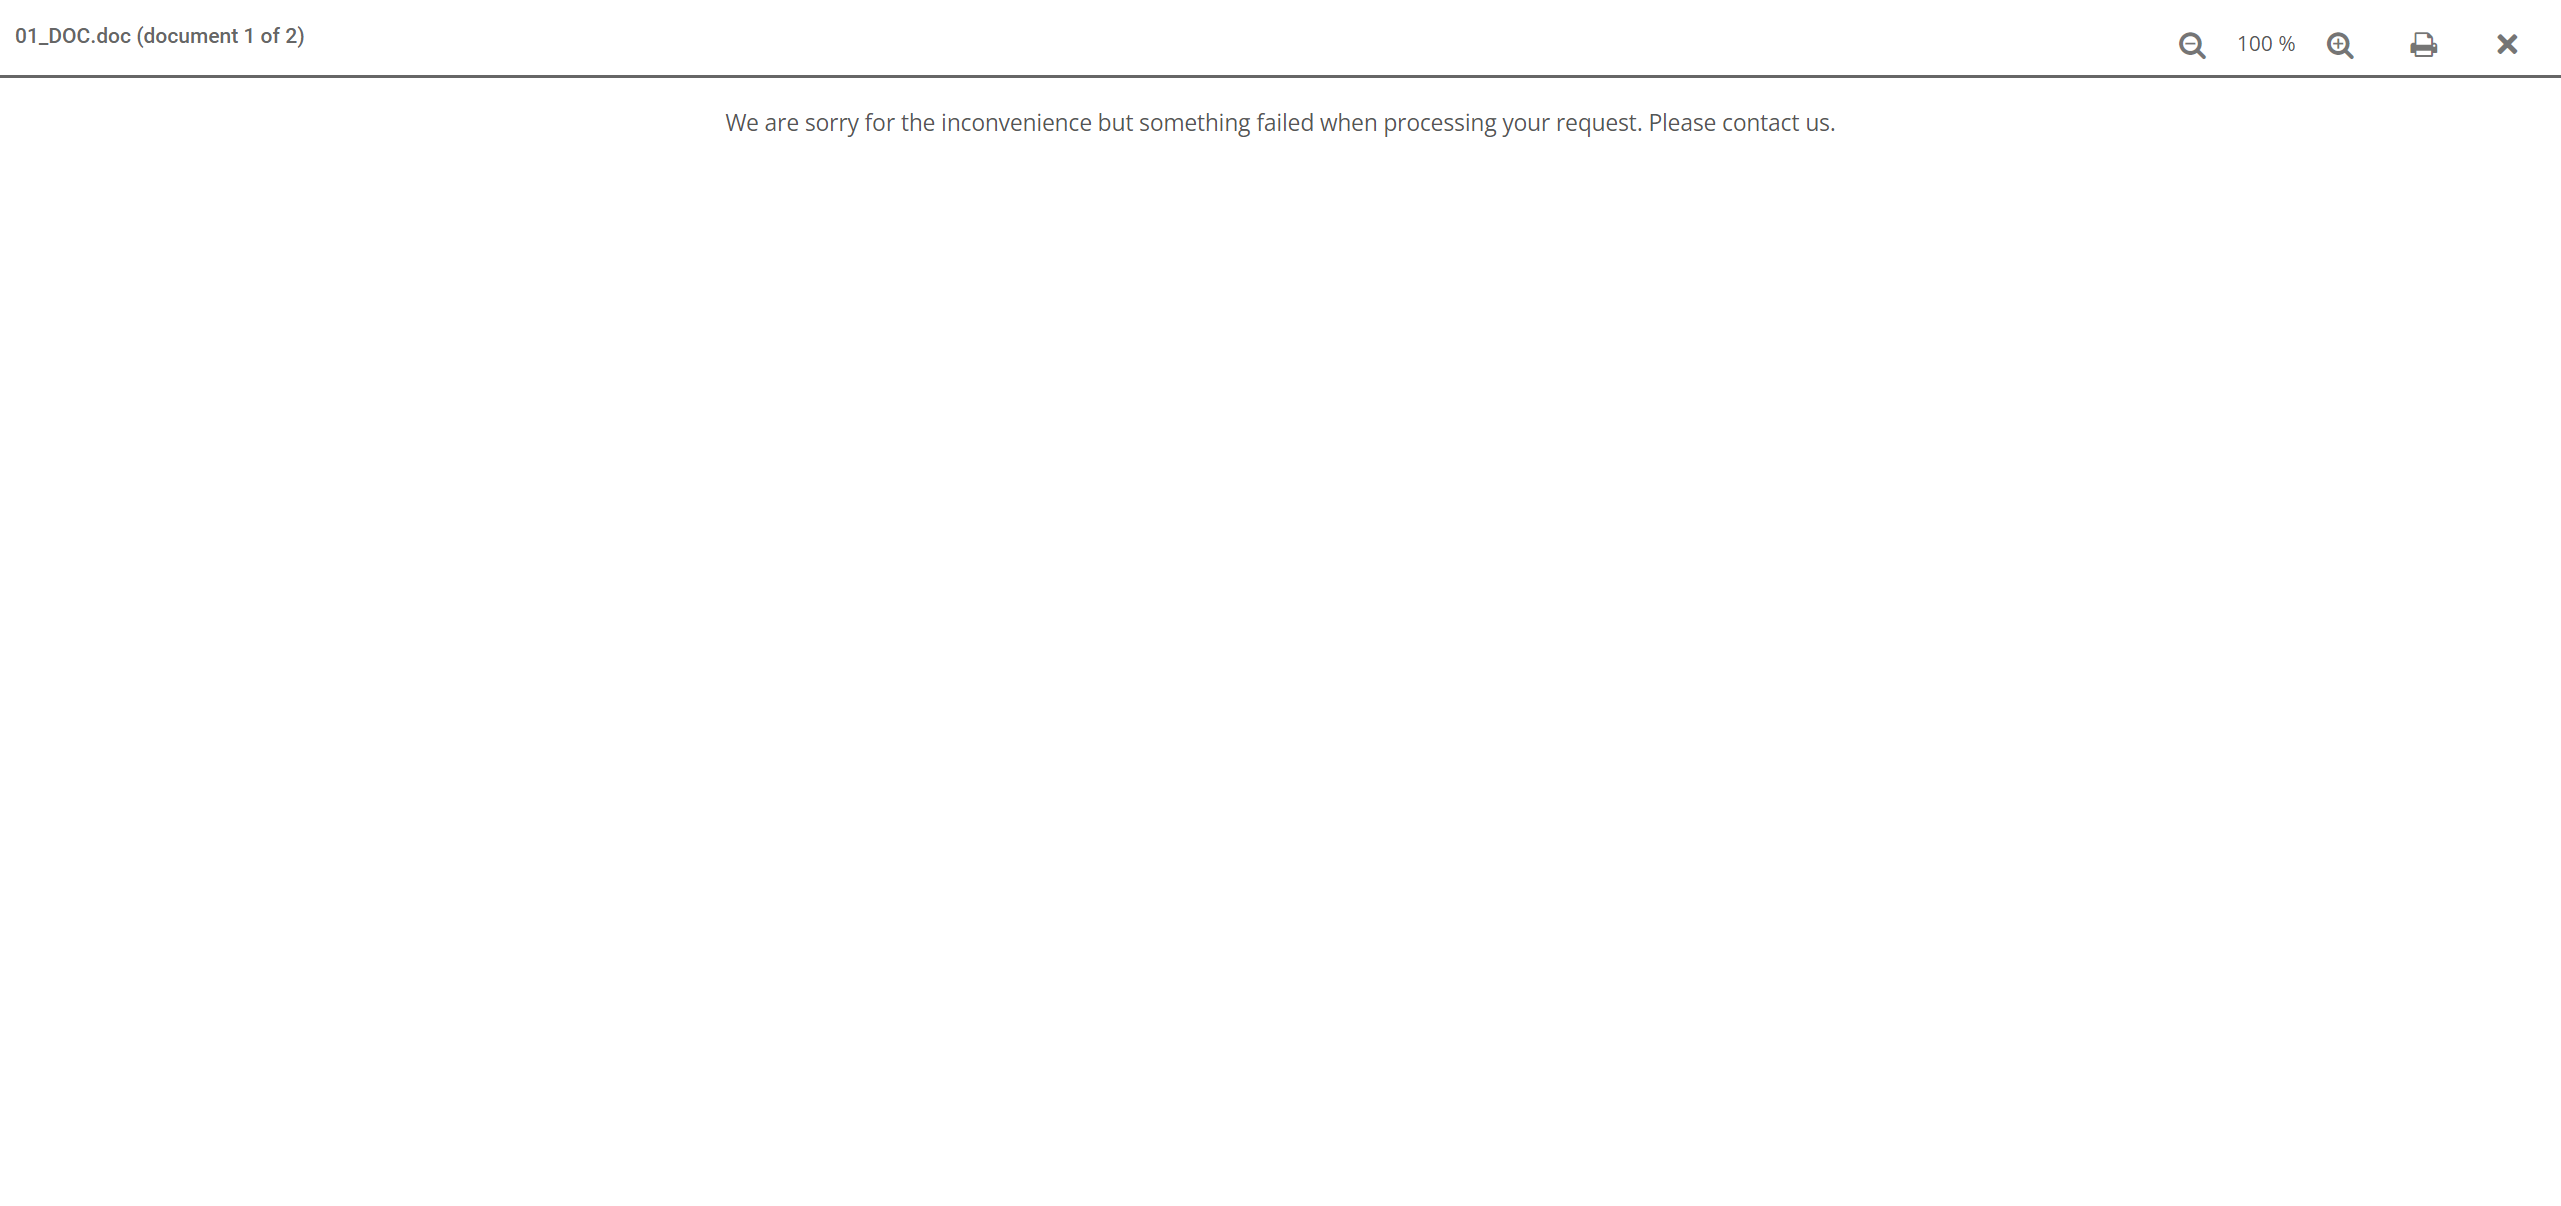 01_DOC.doc (document 1 of 2)
100 %
We are sorry for the inconvenience but something failed when processing your request. Please contact us.